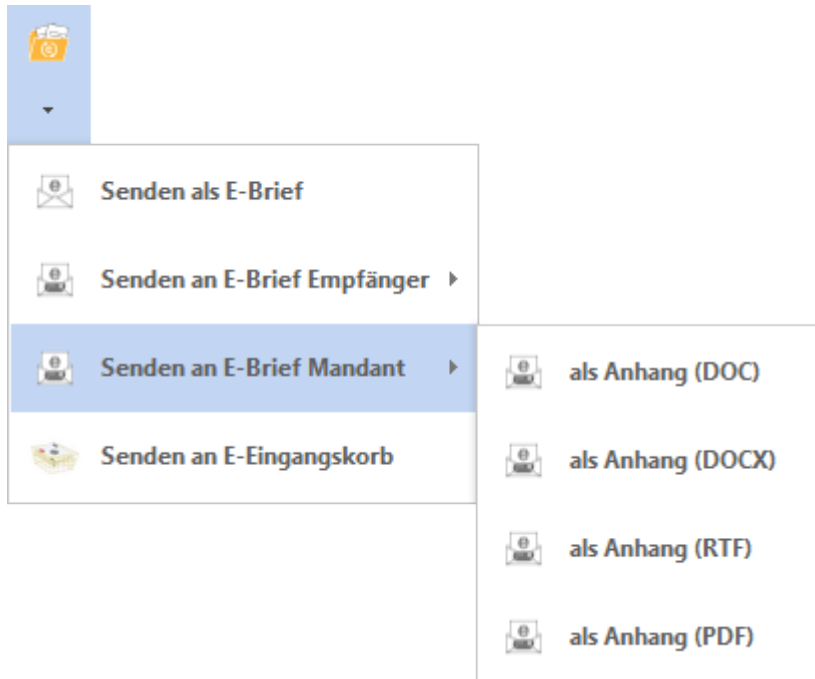 Senden als E-Brief
Senden an E-Brief Empfänger
Senden an E-Brief Mandant
Senden an E-Eingangskorb
als Anhang (DOC)
als Anhang (DOCX)
als Anhang (RTF)
als Anhang (PDF)